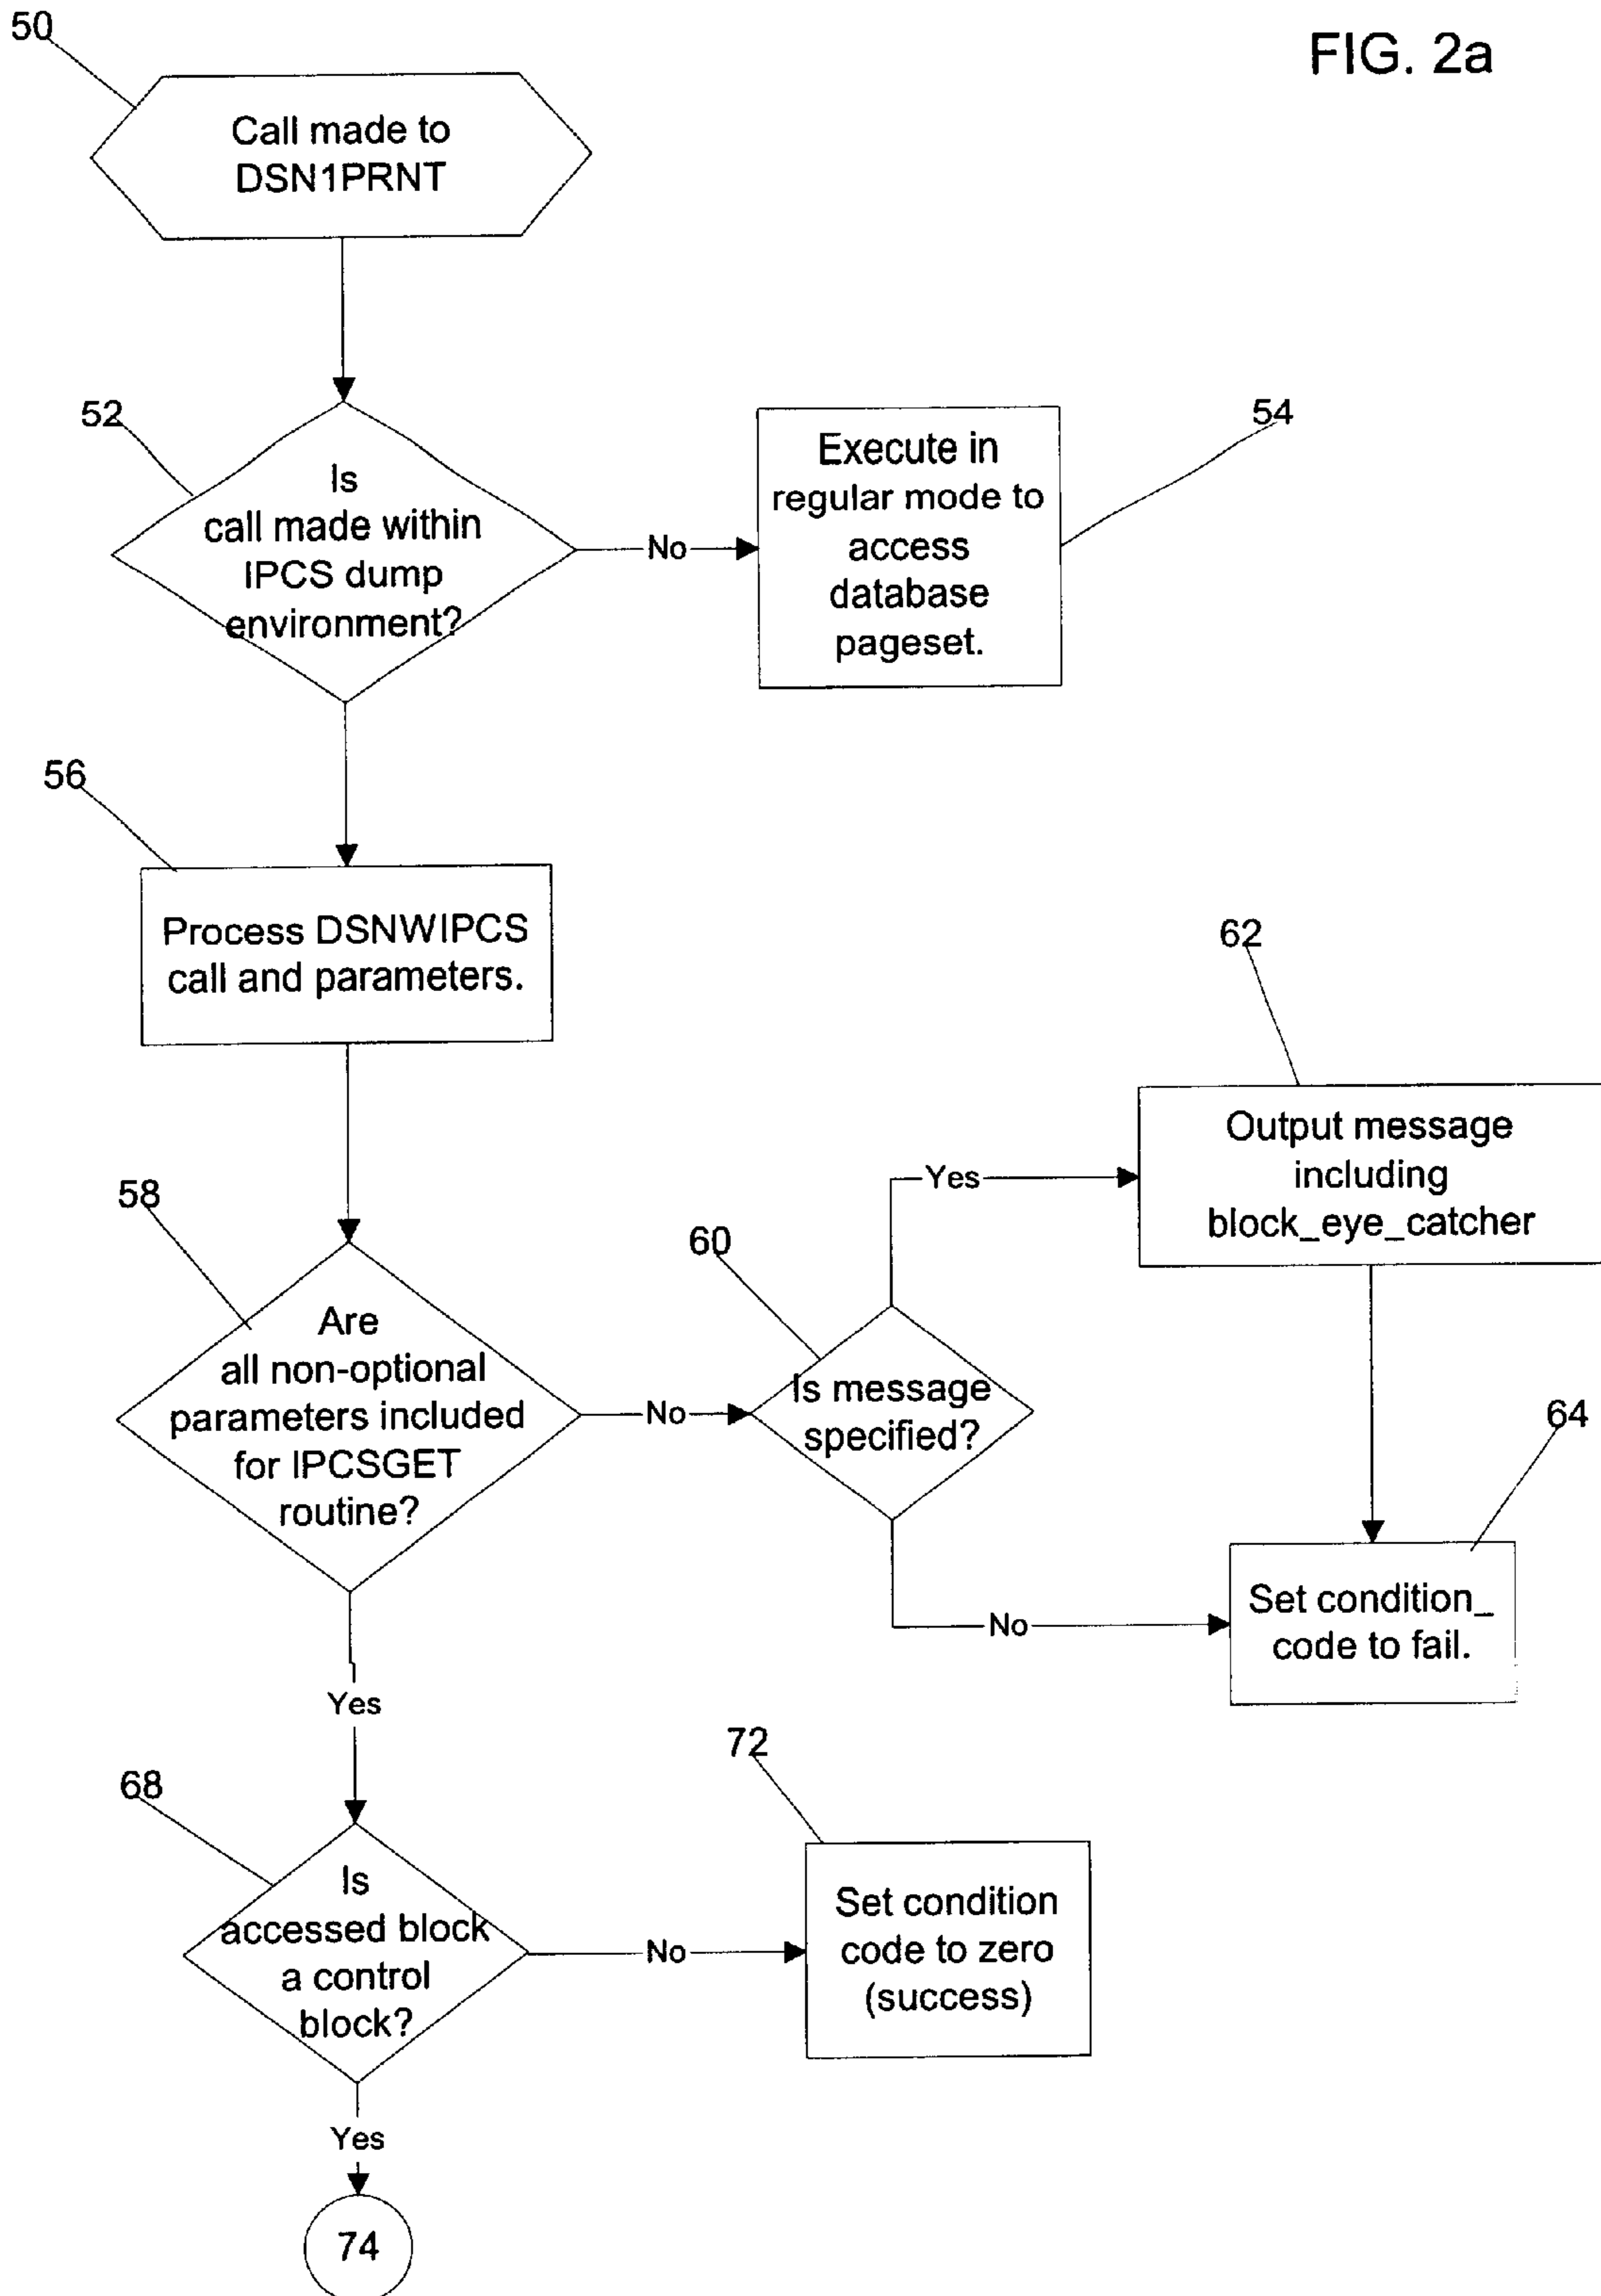 50
FIG. 2a
Call made to
DSN1PRNT
52
Is
call made within
IPCS dump
environment?
No
54
Execute in
regular mode to
access
database
pageset.
56
Process DSNWIPCS
call and parameters.
58
Are
all non-optional
parameters included
for IPCSGET
routine?
No
60
Is message
specified?
Yes
62
Output message
including
block_eye_catcher
No
64
Set condition_
code to fail.
Yes
68
Is
accessed block
a control
block?
No
72
Set condition
code to zero
(success)
Yes
74